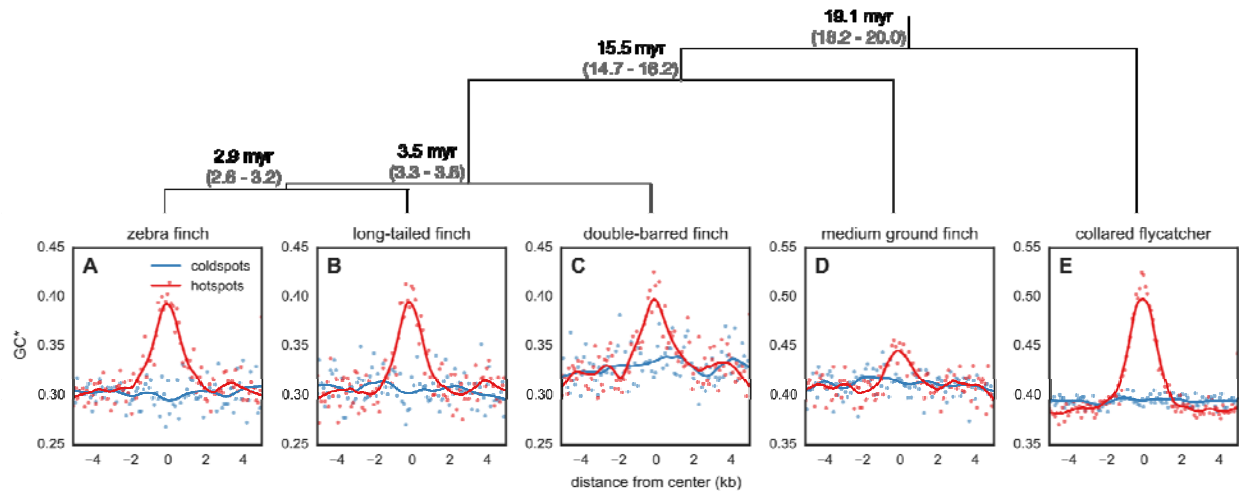 19.1 myr
(18.2 - 20.0)
15.5 myr
(14.7 - 16.2)
2.9 myr
(2.6 - 3.2)
3.5 myr
(3.3 - 3.8)
zebra finch
long-tailed finch
double-barred finch
medium ground finch
collared flycatcher
0.45 0.45 0.45 0.55 0.55
A coldspots
hotspots
B
C
D
E
0.40 0.40 0.40 0.50 0.50
GC*
0.35 0.35 0.35 0.45 0.45
0.30 0.30 0.30 0.40 0.40
0.25 0.25 0.25 0.35 0.35
−4 −2 0 2 4 −4 −2 0 2 4 −4 −2 0 2 4 −4 −2 0 2 4 −4 −2 0 2 4
distance from center (kb)